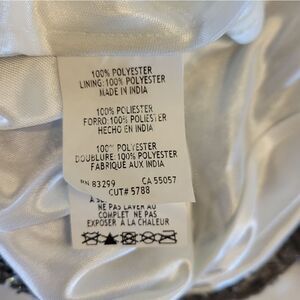 100% POLYESTER
LINING: 100% POLYESTER
MADE IN INDIA
100% POLIESTER
FORRO: 100% POLIESTER
HECHO EN INDIA
100% POLYESTER
DOUBLURE: 100% POLYESTER
FABRIQUÉ AUX INDIA
RN 83299 CA 55057
CUT# 5788
NE PAS LAVER AU
COMPLET NE PAS
EXPOSER A LA CHALEUR